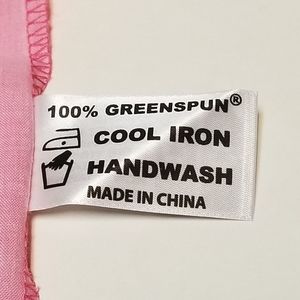 100% GREENSPUN®
COOL IRON
HANDWASH
MADE IN CHINA